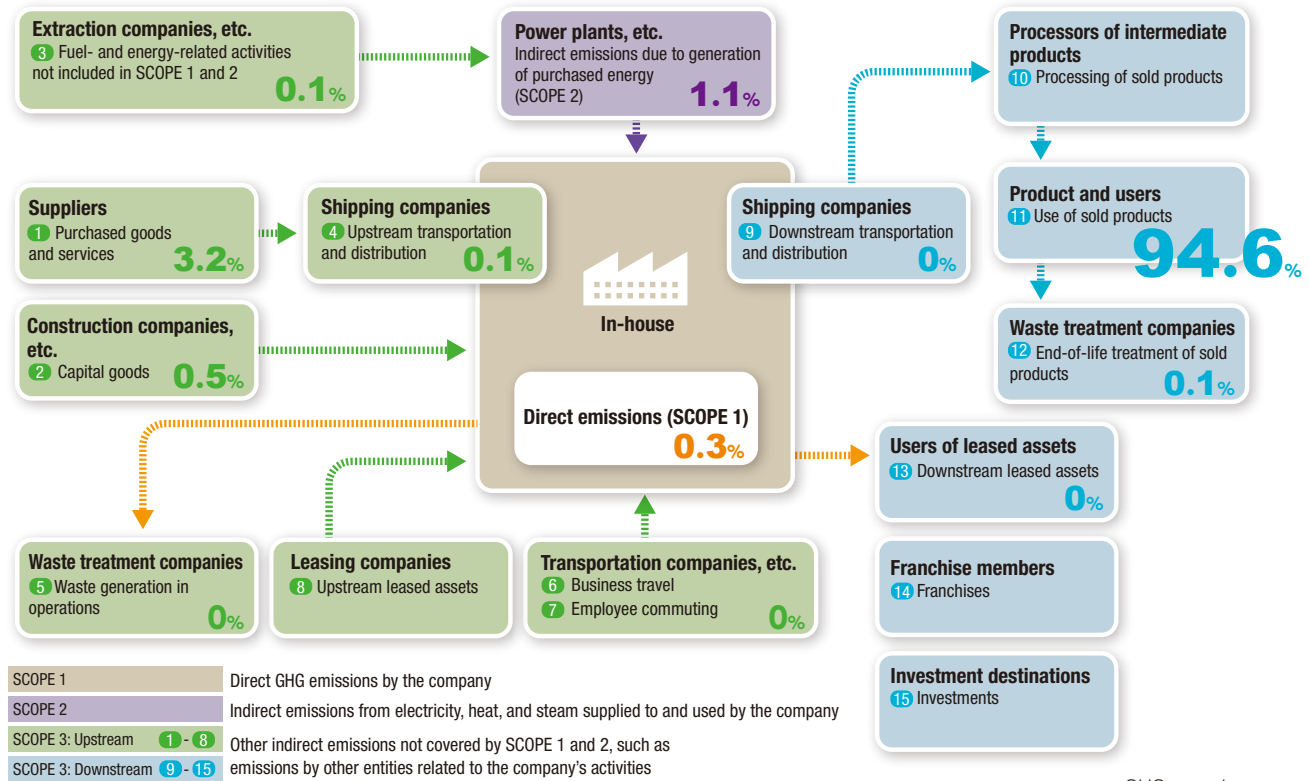 Extraction companies, etc.
3 Fuel- and energy-related activities
not included in SCOPE 1 and 2
0.1%
Power plants, etc.
Indirect emissions due to generation
of purchased energy
(SCOPE 2)
1.1%
Processors of intermediate
products
10 Processing of sold products
Suppliers
1 Purchased goods
and services
3.2%
Shipping companies
4 Upstream transportation
and distribution
0.1%
Shipping companies
9 Downstream transportation
and distribution
0%
Product and users
11 Use of sold products
94.6%
In-house
Construction companies,
etc.
2 Capital goods
0.5%
Waste treatment companies
12 End-of-life treatment of sold
products
0.1%
Direct emissions (SCOPE 1)
0.3%
Users of leased assets
13 Downstream leased assets
0%
Waste treatment companies
5 Waste generation in
operations
0%
Leasing companies
8 Upstream leased assets
Transportation companies, etc.
6 Business travel
7 Employee commuting
0%
Franchise members
14 Franchises
Investment destinations
15 Investments
SCOPE 1 Direct GHG emissions by the company
SCOPE 2 Indirect emissions from electricity, heat, and steam supplied to and used by the company
SCOPE 3: Upstream 1 - 8 Other indirect emissions not covered by SCOPE 1 and 2, such as
SCOPE 3: Downstream 9 - 15 emissions by other entities related to the company's activities